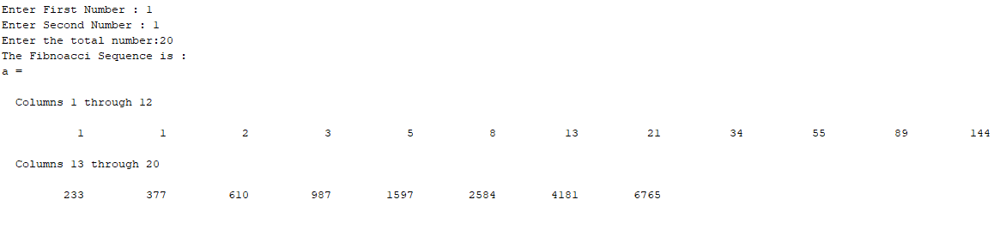 Enter First Number : 1
Enter Second Number : 1
Enter the total number:20
The Fibnoacci Sequence is :
a =
Columns 1 through 12
1 1 2 3 5 8 13 21 34 55 89 144
Columns 13 through 20
233 377 610 987 1597 2584 4181 6765